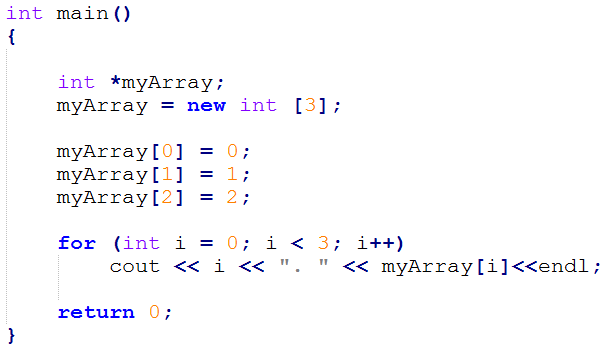 int main()
{
int *myArray;
myArray = new int [3];
myArray[0] = 0;
myArray[1] = 1;
myArray[2] = 2;
for (int i = 0; i < 3; i++)
cout << i << ". " << myArray[i]<<endl;
return 0;
}